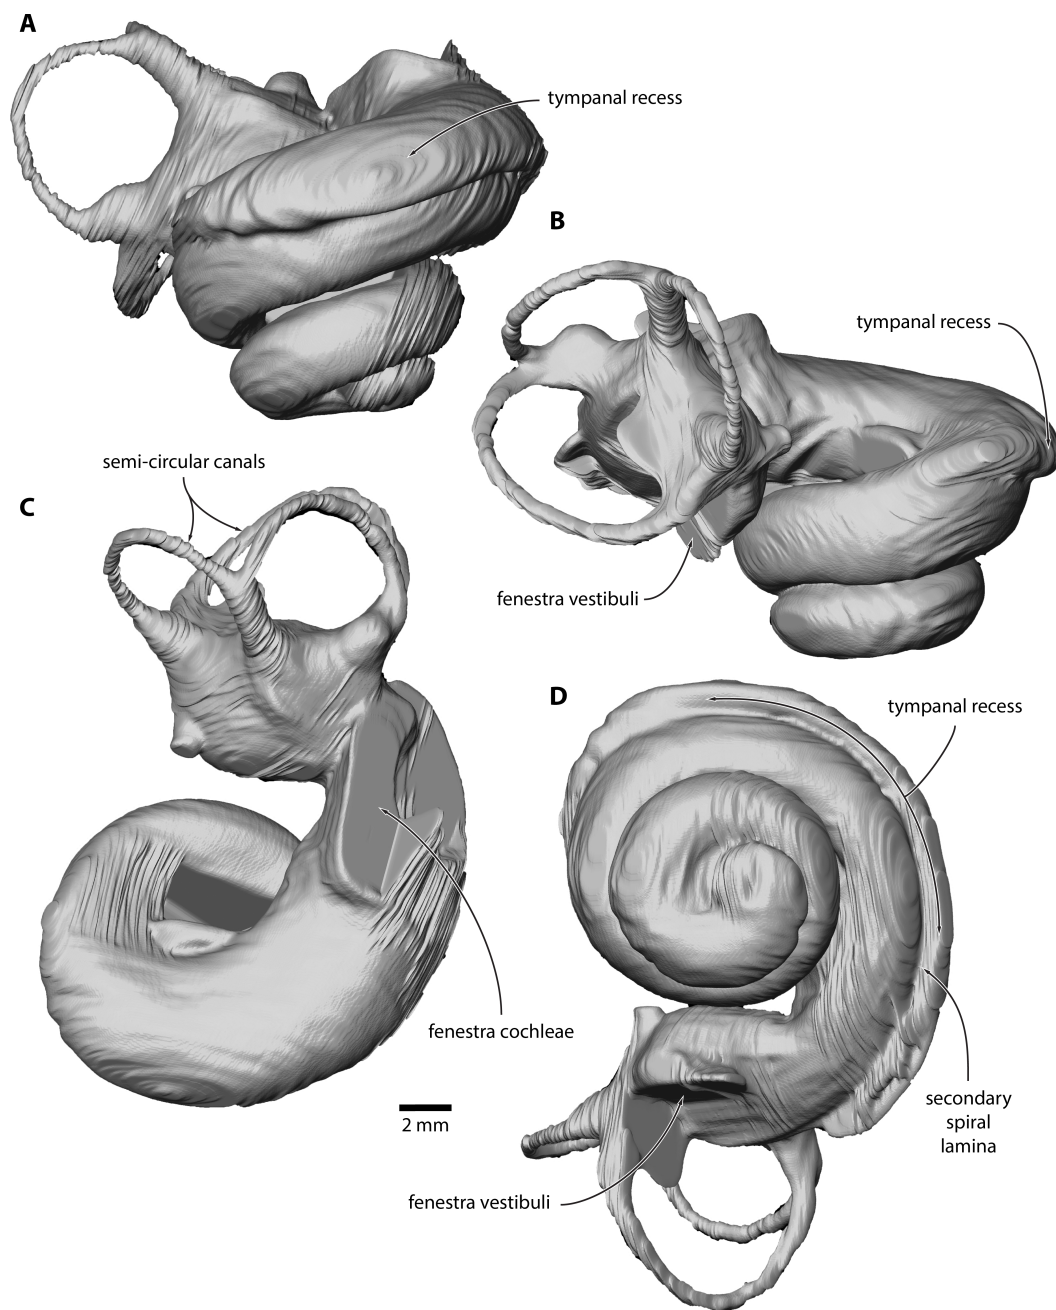 A
tympanal recess
B
tympanal recess
fenestra vestibuli
semi-circular canals
C
fenestra cochleae
2 mm
D
tympanal recess
secondary
spiral
lamina
fenestra vestibuli